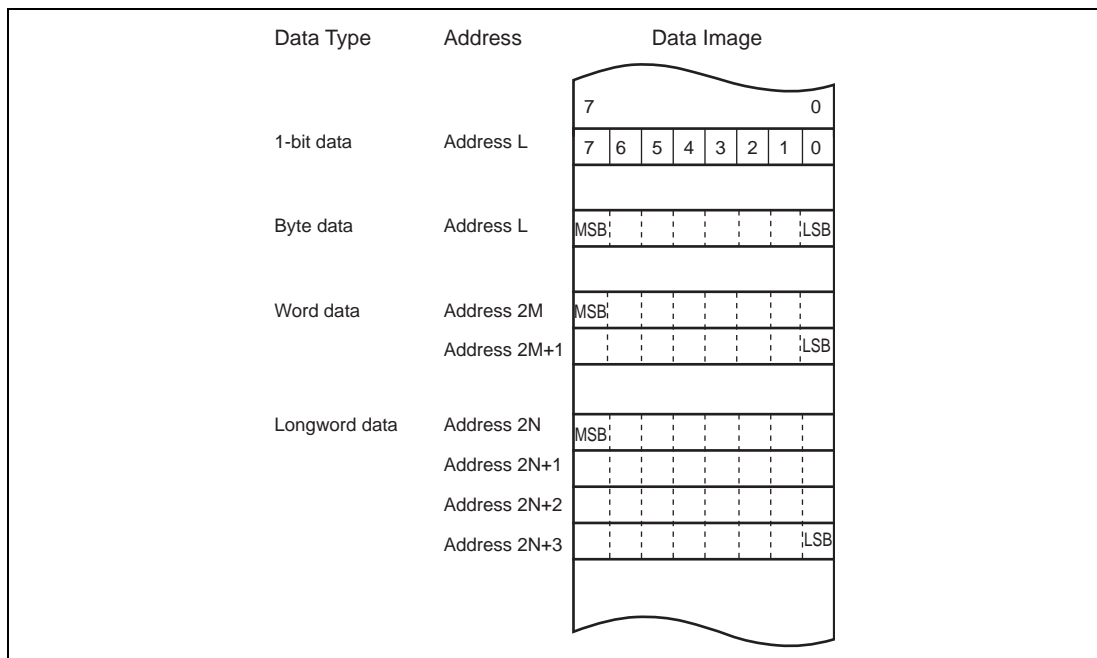 Data Type Address Data Image
7 0
1-bit data Address L 7 6 5 4 3 2 1 0
Byte data Address L MSB LSB
Word data Address 2M MSB
Address 2M+1 LSB
Longword data Address 2N MSB
Address 2N+1
Address 2N+2
Address 2N+3 LSB